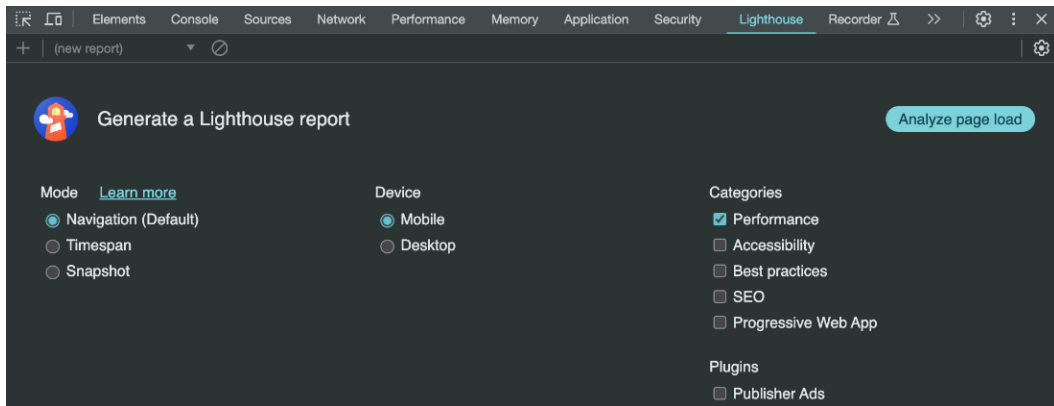 Elements Console Sources Network Performance Memory Application Security Lighthouse Recorder
(new report)
Generate a Lighthouse report
Analyze page load
Mode Learn more
Navigation (Default)
Timespan
Snapshot
Device
Mobile
Desktop
Categories
Performance
Accessibility
Best practices
SEO
Progressive Web App
Plugins
Publisher Ads